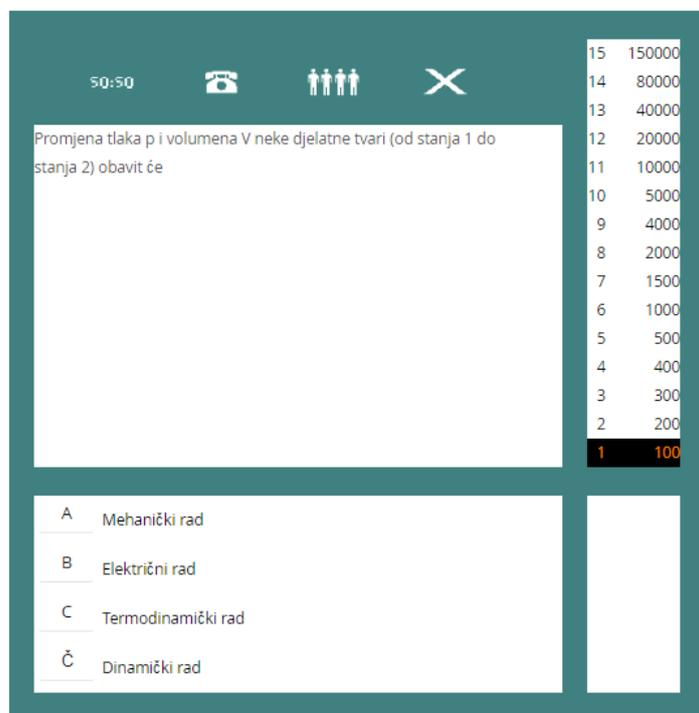 50:50
Promjena tlaka p i volumena V neke djelatne tvari (od stanja 1 do
stanja 2) obavit će
15 150000
14 80000
13 40000
12 20000
11 10000
10 5000
9 4000
8 2000
7 1500
6 1000
5 500
4 400
3 300
2 200
1 100
A Mehanički rad
B Električni rad
C Termodinamički rad
Č Dinamički rad